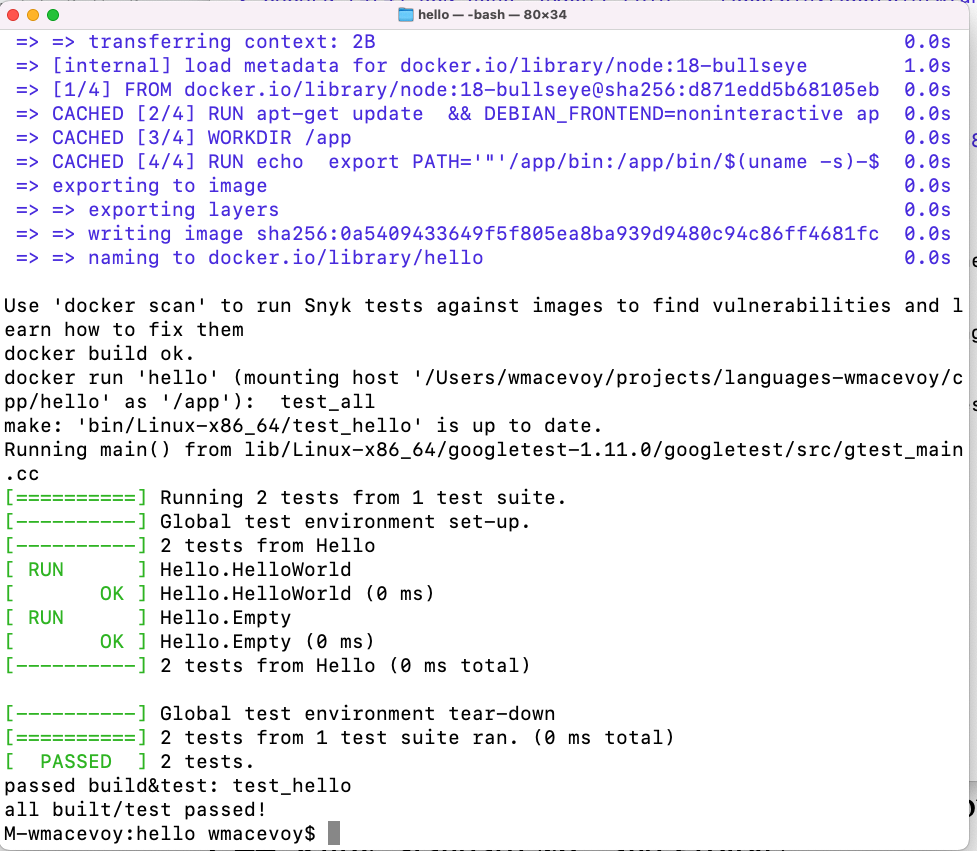 hello — -bash — 80×34
=> => transferring context: 2B 0.0s
=> [internal] load metadata for docker.io/library/node:18-bullseye 1.0s
=> [1/4] FROM docker.io/library/node:18-bullseye@sha256:d871edd5b68105eb 0.0s
=> CACHED [2/4] RUN apt-get update  && DEBIAN_FRONTEND=noninteractive ap 0.0s
=> CACHED [3/4] WORKDIR /app 0.0s
=> CACHED [4/4] RUN echo  export PATH='"'/app/bin:/app/bin/$(uname -s)-$ 0.0s
=> exporting to image 0.0s
=> => exporting layers 0.0s
=> => writing image sha256:0a5409433649f5f805ea8ba939d9480c94c86ff4681fc 0.0s
=> => naming to docker.io/library/hello 0.0s
Use 'docker scan' to run Snyk tests against images to find vulnerabilities and l
earn how to fix them
docker build ok.
docker run 'hello' (mounting host '/Users/wmacevoy/projects/languages-wmacevoy/c
pp/hello' as '/app'):  test_all
make: 'bin/Linux-x86_64/test_hello' is up to date.
Running main() from lib/Linux-x86_64/googletest-1.11.0/googletest/src/gtest_main
.cc
[==========] Running 2 tests from 1 test suite.
[----------] Global test environment set-up.
[----------] 2 tests from Hello
[ RUN      ] Hello.HelloWorld
[       OK ] Hello.HelloWorld (0 ms)
[ RUN      ] Hello.Empty
[       OK ] Hello.Empty (0 ms)
[----------] 2 tests from Hello (0 ms total)
[----------] Global test environment tear-down
[==========] 2 tests from 1 test suite ran. (0 ms total)
[  PASSED  ] 2 tests.
passed build&test: test_hello
all built/test passed!
M-wmacevoy:hello wmacevoy$